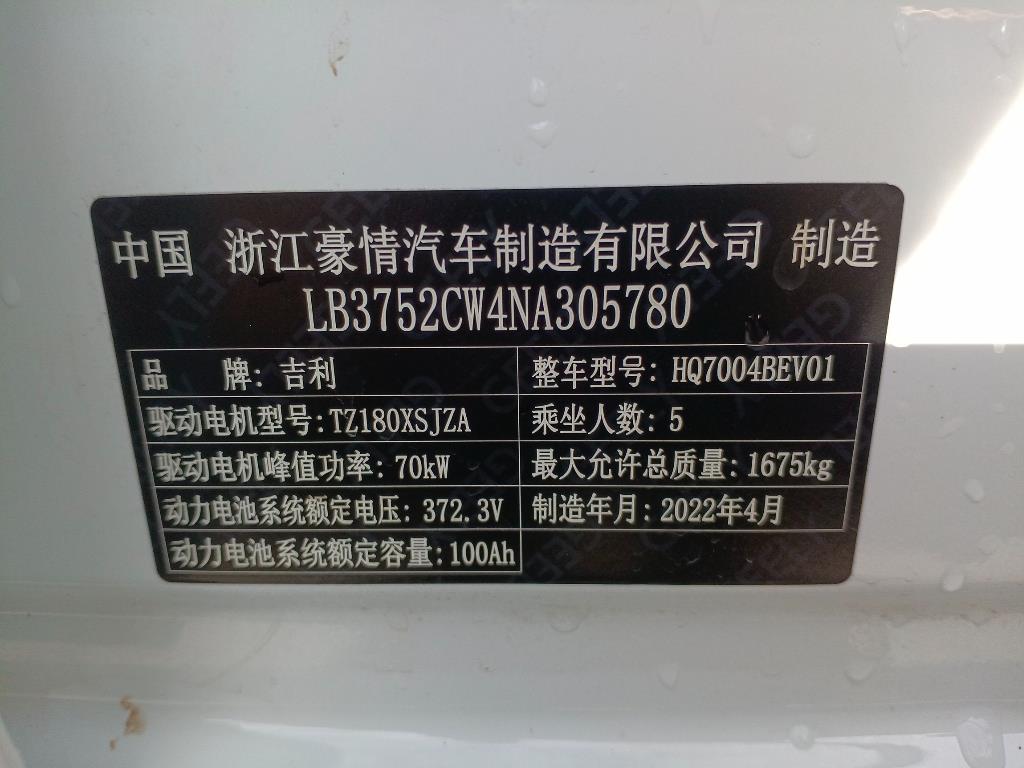 中国 浙江豪情汽车制造有限公司 制造
LB3752CW4NA305780
品 牌: 吉利 整车型号: HQ7004BEV01
驱动电机型号: TZ180XSJZA 乘坐人数: 5
驱动电机峰值功率: 70kW 最大允许总质量: 1675kg
动力电池系统额定电压: 372.3V 制造年月: 2022年4月
动力电池系统额定容量: 100Ah